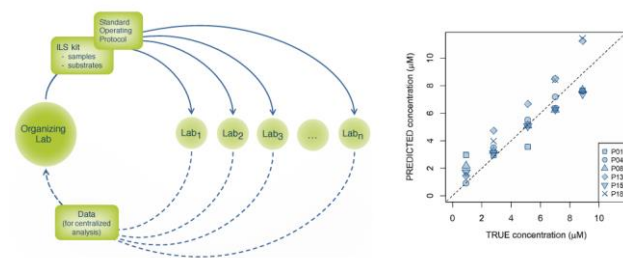 Standard
Operating
Protocol
ILS kit
- samples
- substrates
Organizing
Lab
Lab1
Lab2
Lab3
...
Labn
Data
(for centralized
analysis)
PREDICTED concentration (μM)
10
8
6
4
2
0
0
2
4
6
8
10
TRUE concentration (μM)
P01
P04
P08
P13
P15
P18